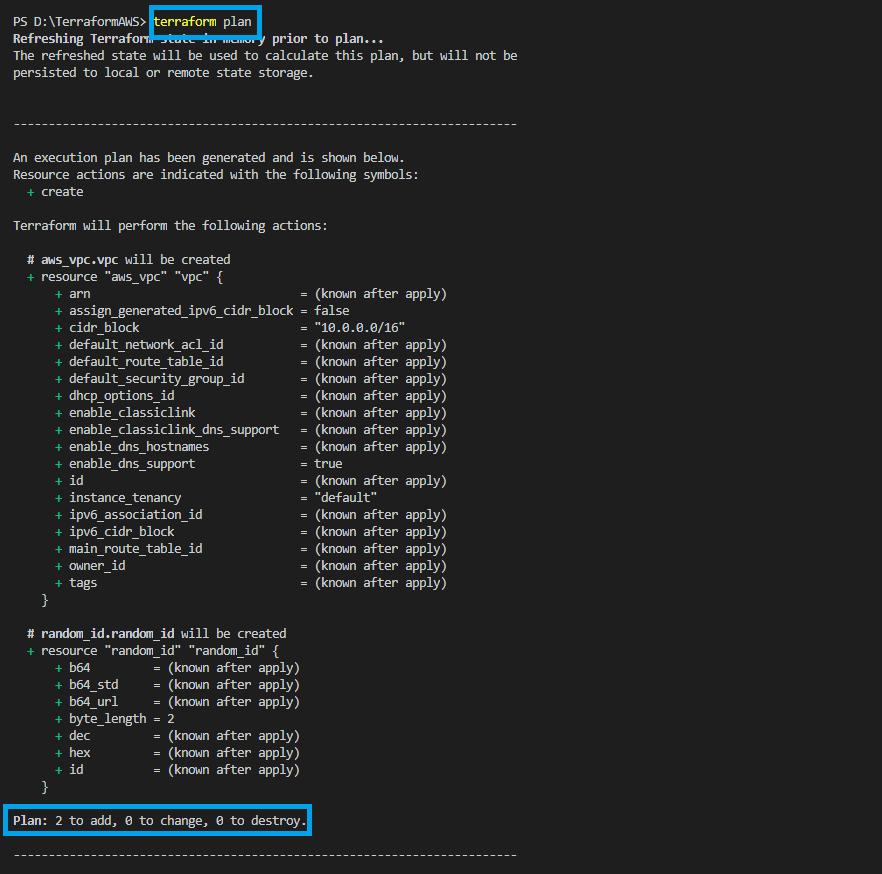 PS D:\TerraformAWS> terraform plan
Refreshing Terraform state in memory prior to plan...
The refreshed state will be used to calculate this plan, but will not be
persisted to local or remote state storage.
------------------------------------------------------------------------
An execution plan has been generated and is shown below.
Resource actions are indicated with the following symbols:
  + create
Terraform will perform the following actions:
  # aws_vpc.vpc will be created
  + resource "aws_vpc" "vpc" {
      + arn                              = (known after apply)
      + assign_generated_ipv6_cidr_block = false
      + cidr_block                       = "10.0.0.0/16"
      + default_network_acl_id           = (known after apply)
      + default_route_table_id           = (known after apply)
      + default_security_group_id        = (known after apply)
      + dhcp_options_id                  = (known after apply)
      + enable_classiclink               = (known after apply)
      + enable_classiclink_dns_support   = (known after apply)
      + enable_dns_hostnames             = (known after apply)
      + enable_dns_support               = true
      + id                               = (known after apply)
      + instance_tenancy                 = "default"
      + ipv6_association_id              = (known after apply)
      + ipv6_cidr_block                  = (known after apply)
      + main_route_table_id              = (known after apply)
      + owner_id                         = (known after apply)
      + tags                             = (known after apply)
    }
  # random_id.random_id will be created
  + resource "random_id" "random_id" {
      + b64         = (known after apply)
      + b64_std     = (known after apply)
      + b64_url     = (known after apply)
      + byte_length = 2
      + dec         = (known after apply)
      + hex         = (known after apply)
      + id          = (known after apply)
    }
Plan: 2 to add, 0 to change, 0 to destroy.
------------------------------------------------------------------------